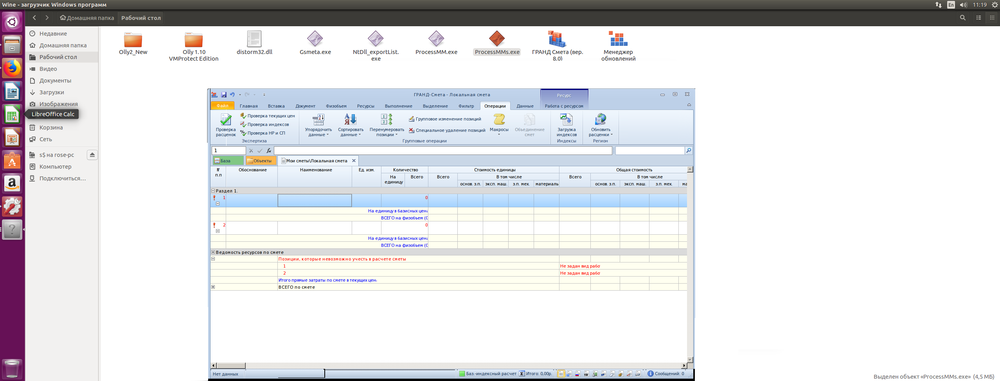 Wine - загрузчик Windows программ
En
11:19
Домашняя папка
Рабочий стол
Недавние
Домашняя папка
Рабочий стол
Видео
Документы
Загрузки
Изображения
LibreOffice Calc
Корзина
Сеть
s$ на rose-pc
Компьютер
Подключиться…
Olly2_New
Olly 1.10
VMProtect Edition
distorm32.dll
Gsmeta.exe
NtDll_exportList.
exe
ProcessMM.exe
ProcessMMs.exe
ГРАНД Смета (вер.
8.0)
Менеджер
обновлений
ГРАНД-Смета - Локальная смета
Ресурс
Файл
Главная
Вставка
Документ
Физобъем
Ресурсы
Выполнение
Выделение
Фильтр
Операции
Данные
Работа с ресурсом
Проверка
расценок
Проверка текущих цен
Проверка индексов
Проверка НР и СП
Экспертиза
Упорядочить
данные
Сортировать
данные
Перенумеровать
позиции
Групповое изменение позиций
Специальное удаление позиций
Макросы
Объединение
смет
Групповые операции
Загрузка
индексов
Индексы
Обновить
расценки
Регион
1
fx
База
Объекты
Мои сметы\Локальная смета
№
п.п
Обоснование
Наименование
Ед. изм.
Количество
На
единицу
Всего
Стоимость единицы
Всего
В том числе
основ. з.п.
эксп. маш.
з.п. мех.
материаль
Общая стоимость
Всего
В том числе
основ. з.п.
эксп. маш.
з.п. мех.
ма
Раздел 1.
1
0
На единицу в базисных цена
ВСЕГО на физобъем (0
2
0
На единицу в базисных цена
ВСЕГО на физобъем (0
Ведомость ресурсов по смете
Позиции, которые невозможно учесть в расчете сметы
1
Не задан вид рабо
2
Не задан вид рабо
Итого прямые затраты по смете в текущих цен
ВСЕГО по смете
Нет данных
Баз.-индексный расчет
Итого: 0,00р.
Сообщений: 0
Выделен объект «ProcessMMs.exe» (4,5 МБ)